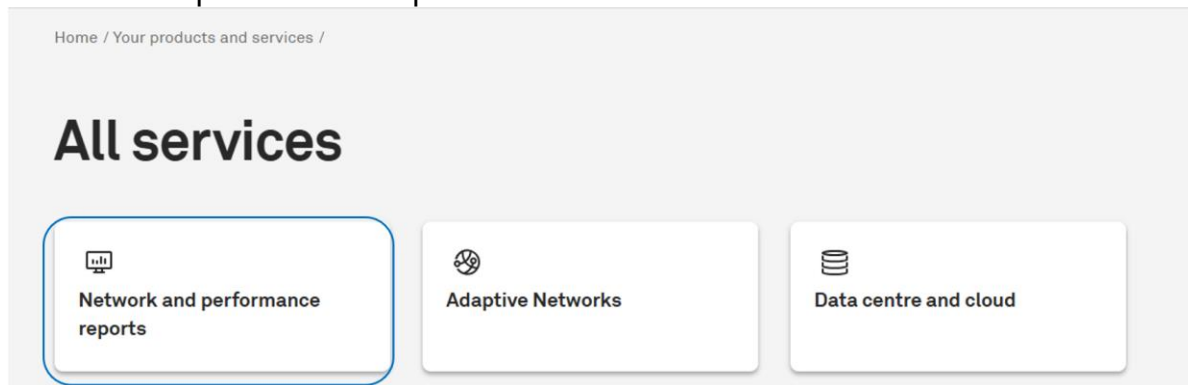 Home / Your products and services /
All services
Network and performance
reports
Adaptive Networks
Data centre and cloud